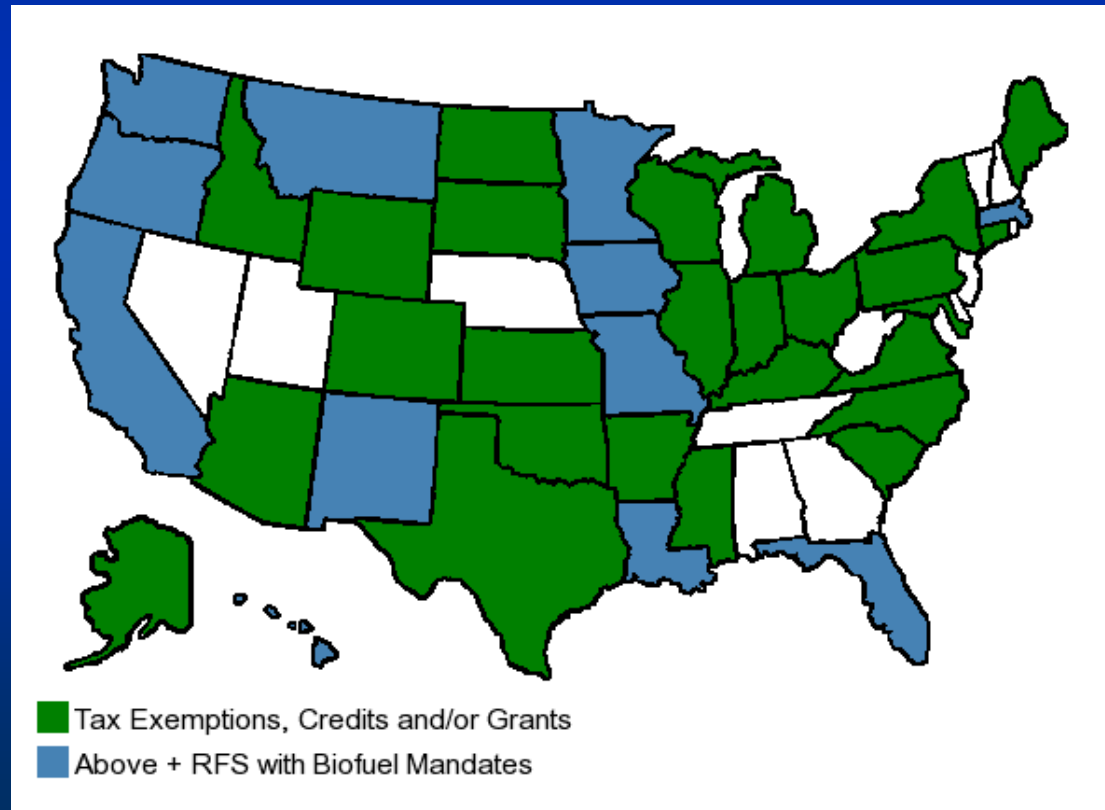 Tax Exemptions, Credits and/or Grants
Above + RFS with Biofuel Mandates